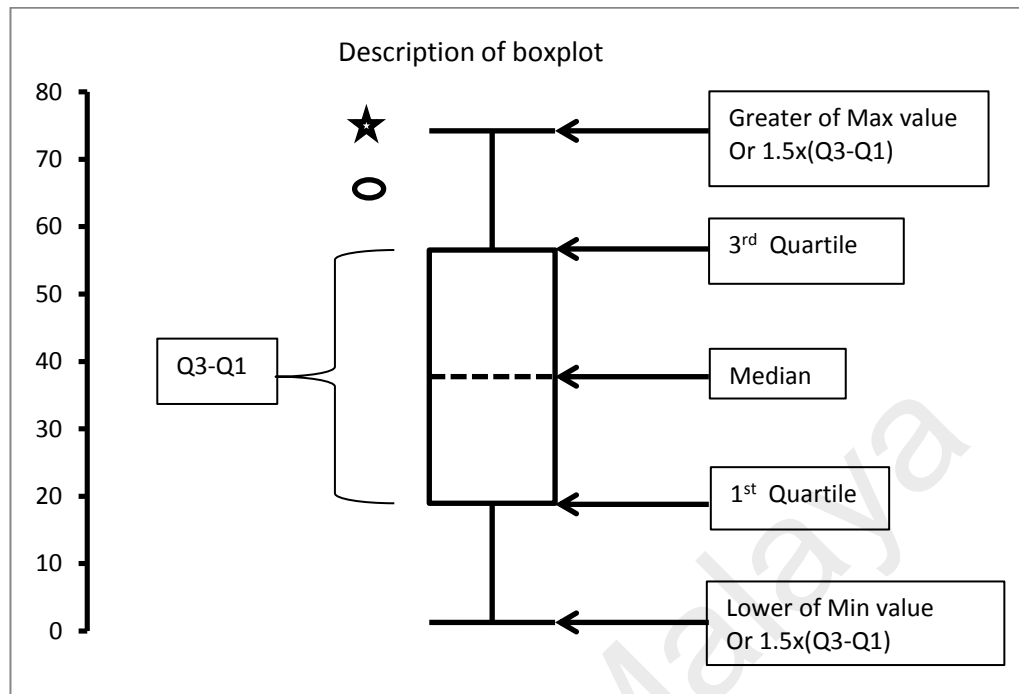 Description of boxplot
80
70
60
50
40
30
20
10
0
Greater of Max value
Or 1.5x(Q3-Q1)
3rd Quartile
Q3-Q1
Median
1st Quartile
Lower of Min value
Or 1.5x(Q3-Q1)
Malaya